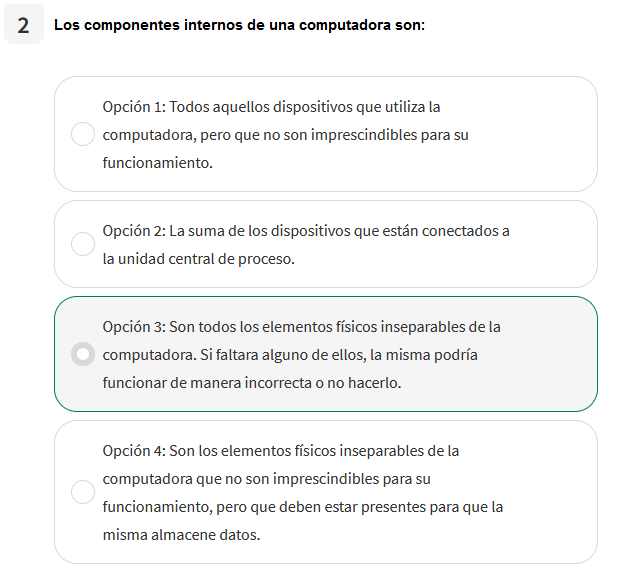 2
Los componentes internos de una computadora son:
Opción 1: Todos aquellos dispositivos que utiliza la
computadora, pero que no son imprescindibles para su
funcionamiento.
Opción 2: La suma de los dispositivos que están conectados a
la unidad central de proceso.
Opción 3: Son todos los elementos físicos inseparables de la
computadora. Si faltara alguno de ellos, la misma podría
funcionar de manera incorrecta o no hacerlo.
Opción 4: Son los elementos físicos inseparables de la
computadora que no son imprescindibles para su
funcionamiento, pero que deben estar presentes para que la
misma almacene datos.